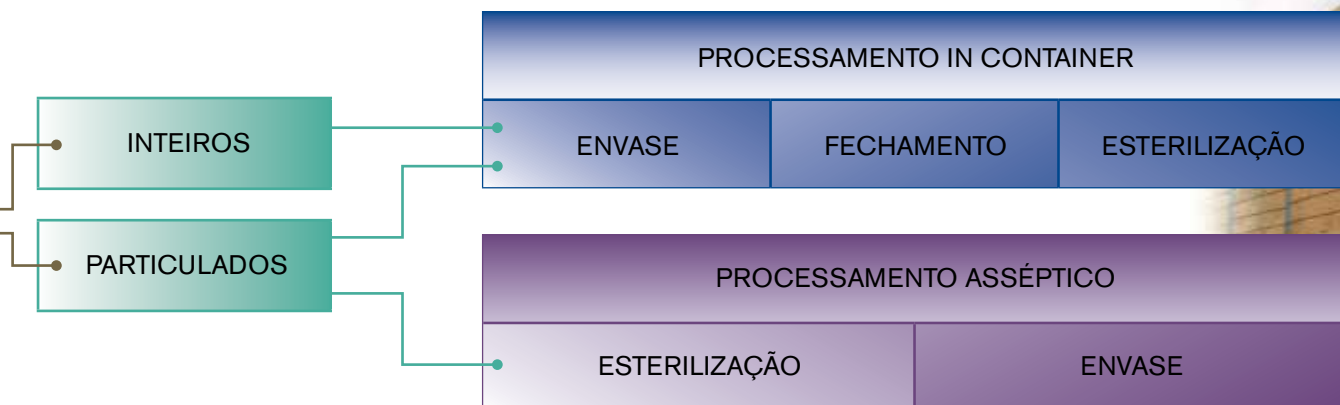 PROCESSAMENTO IN CONTAINER
INTEIROS
ENVASE
FECHAMENTO
ESTERILIZAÇÃO
PARTICULADOS
PROCESSAMENTO ASSÉPTICO
ESTERILIZAÇÃO
ENVASE